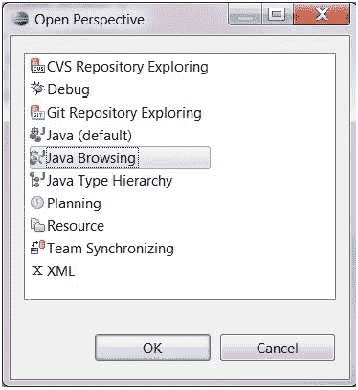 Open Perspective
CVS Repository Exploring
Debug
Git Repository Exploring
Java (default)
Java Browsing
Java Type Hierarchy
Planning
Resource
Team Synchronizing
XML
OK
Cancel